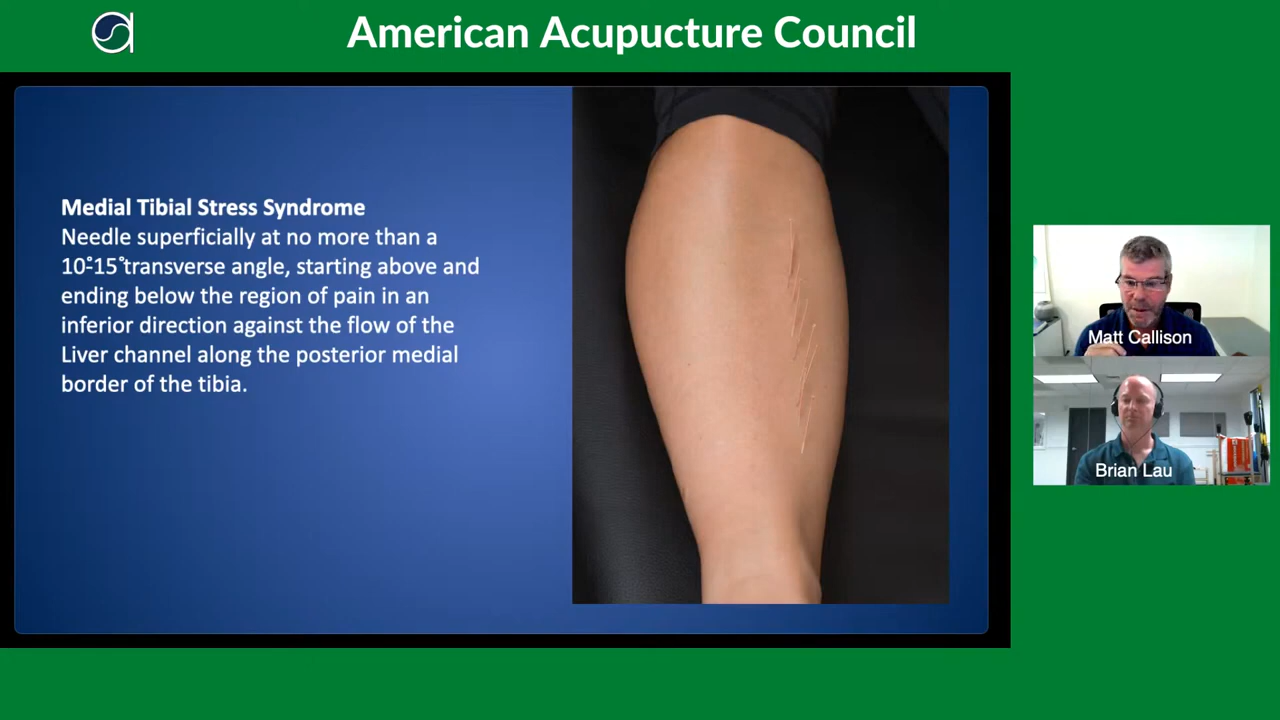 American Acupucture Council
Medial Tibial Stress Syndrome
Needle superficially at no more than a
10°-15° transverse angle, starting above and
ending below the region of pain in an
inferior direction against the flow of the
Liver channel along the posterior medial
border of the tibia.
Matt Callison
Brian Lau